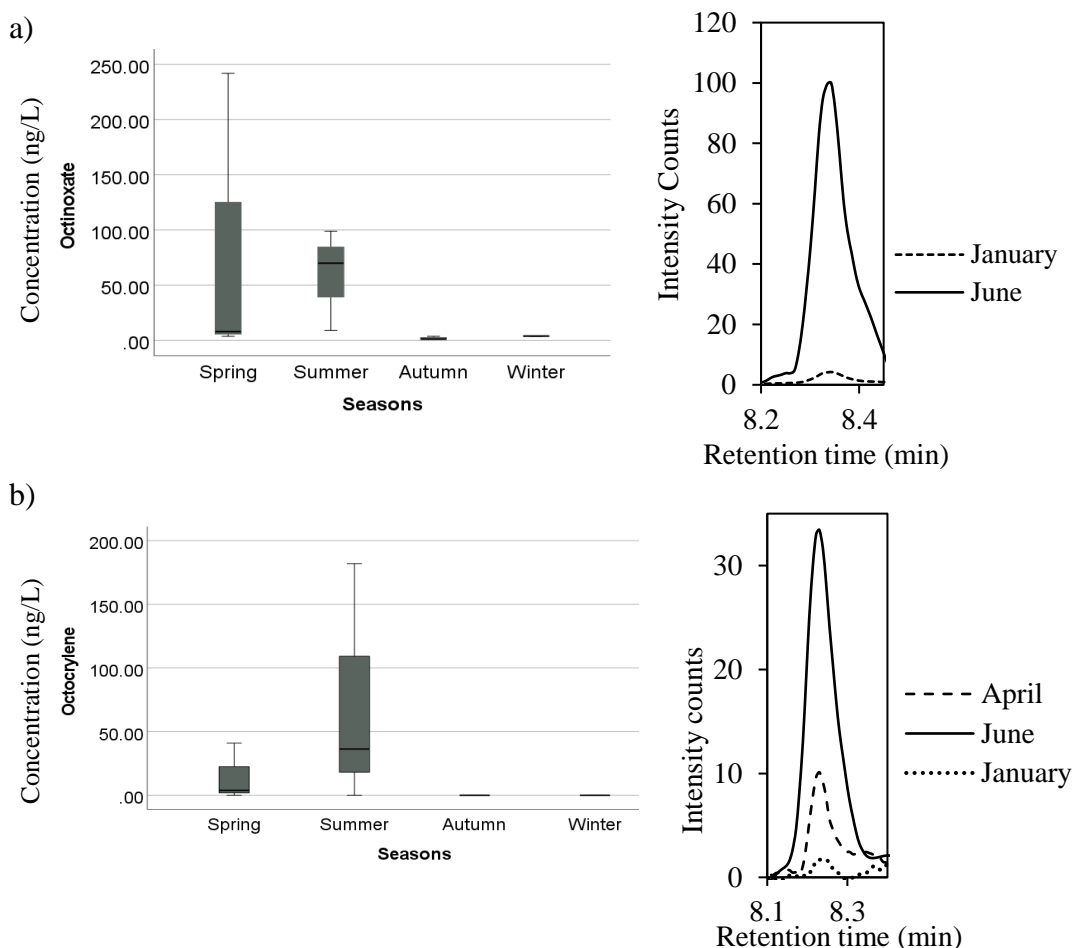 a)
Concentration (ng/L)
Octinoxate
250.00
200.00
150.00
100.00
50.00
.00
Spring Summer Autumn Winter
Seasons
Intensity Counts
120
100
80
60
40
20
0
8.2 8.4
Retention time (min)
January
June
b)
Concentration (ng/L)
Octocrylene
200.00
150.00
100.00
50.00
.00
Spring Summer Autumn Winter
Seasons
Intensity counts
30
20
10
0
8.1 8.3
Retention time (min)
April
June
January